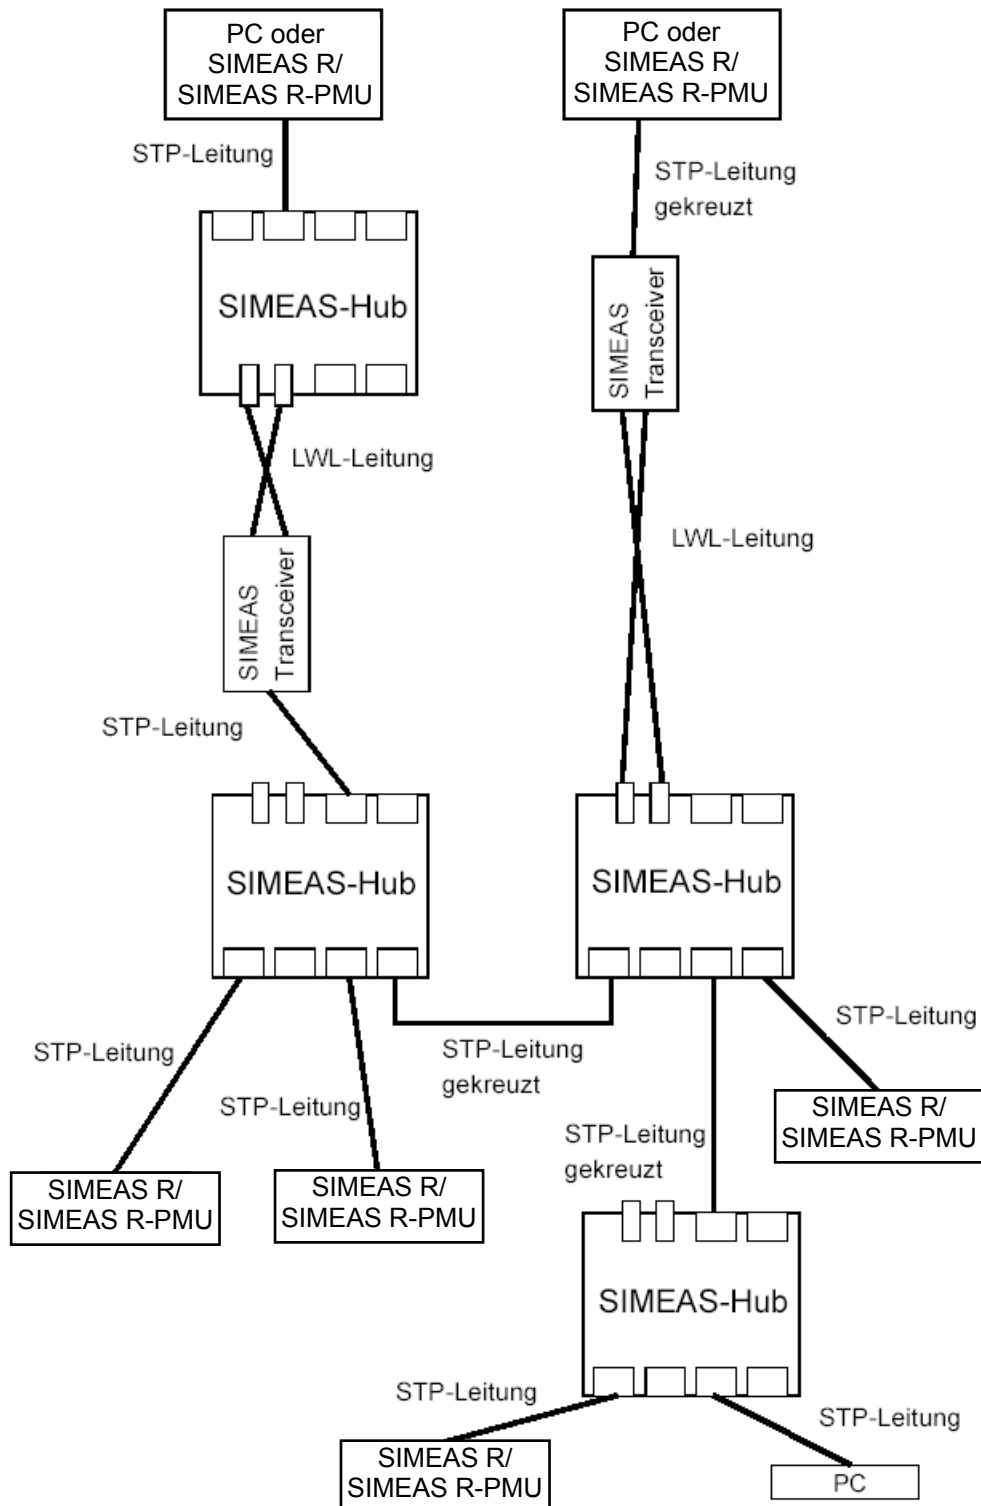 PC oder
SIMEAS R/
SIMEAS R-PMU
PC oder
SIMEAS R/
SIMEAS R-PMU
STP-Leitung
STP-Leitung
gekreuzt
SIMEAS-Hub
SIMEAS
Transceiver
LWL-Leitung
LWL-Leitung
SIMEAS
Transceiver
STP-Leitung
SIMEAS-Hub
SIMEAS-Hub
STP-Leitung
STP-Leitung
STP-Leitung
gekreuzt
STP-Leitung
SIMEAS R/
SIMEAS R-PMU
STP-Leitung
gekreuzt
SIMEAS R/
SIMEAS R-PMU
SIMEAS R/
SIMEAS R-PMU
SIMEAS-Hub
STP-Leitung
STP-Leitung
SIMEAS R/
SIMEAS R-PMU
PC